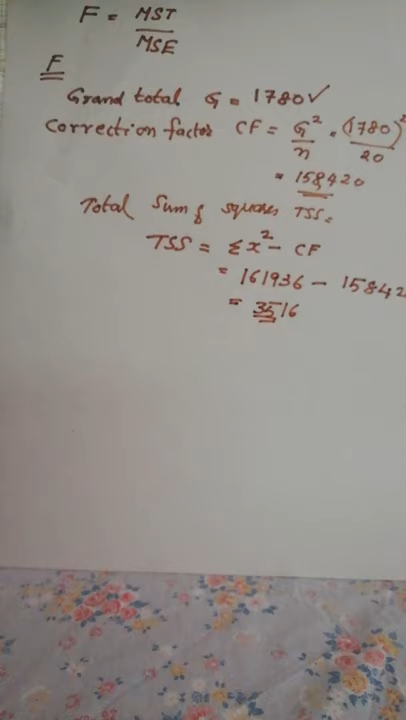 F = MST
MSE
F
Grand total G = 1780 ✓
Correction factor CF = G² = (1780)²
n 20
= 158420
Total Sum of squares TSS =
TSS = Σx² - CF
= 161936 - 15842
= 3516